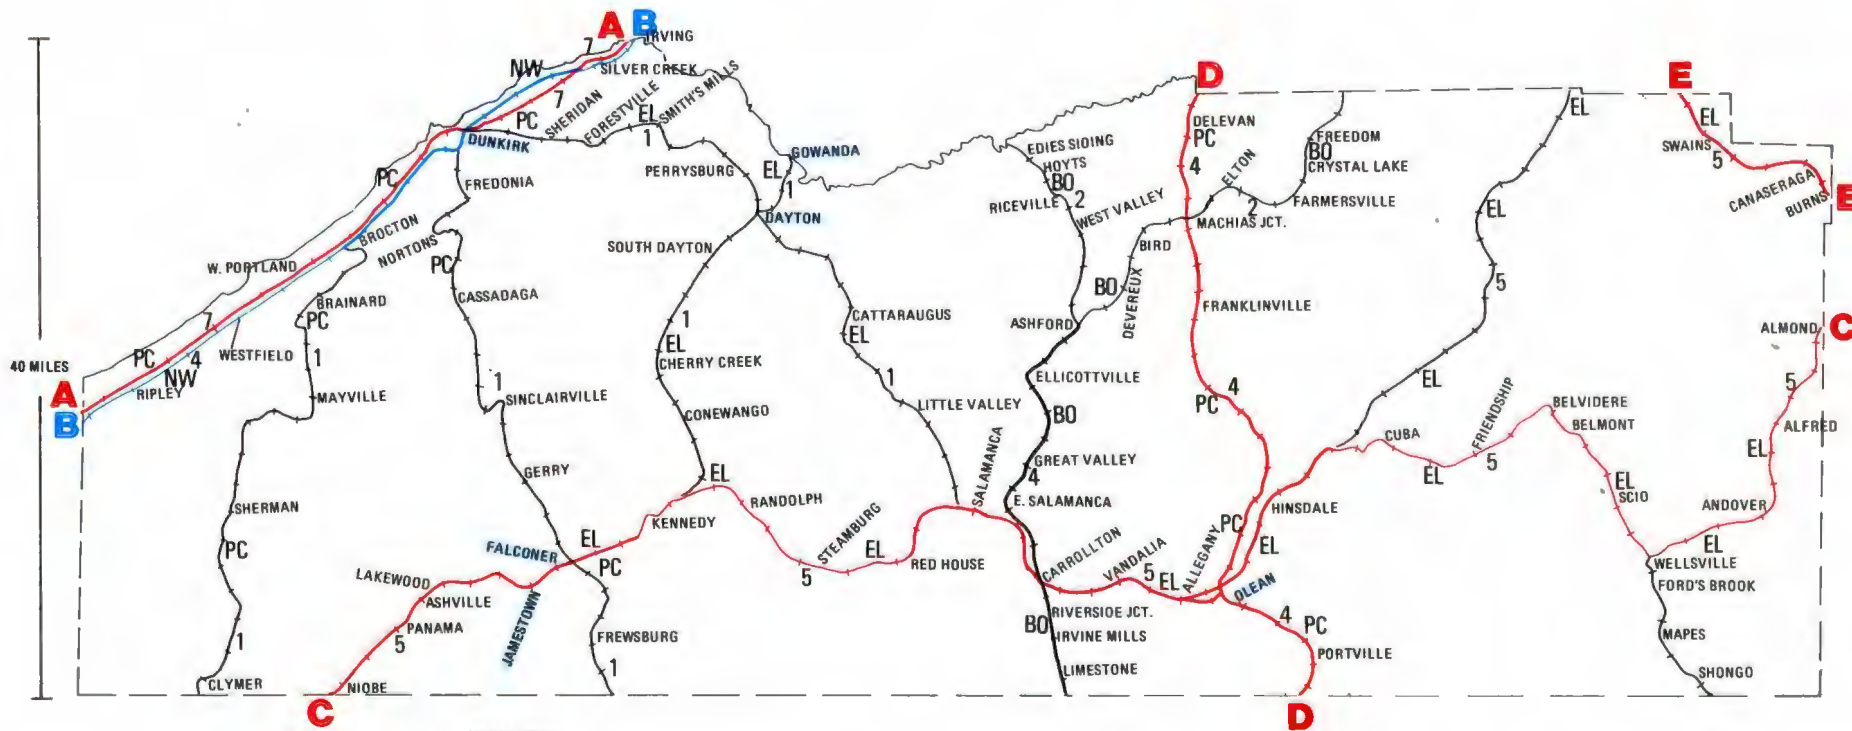 A B
IRVING
7
NW
SILVER CREEK
7
PC
SHERIDAN
FORESTVILLE
EL
1
SMITH'S MILLS
DUNKIRK
PERRYSBURG
GOWANDA
EL
1
DAYTON
PC
FREDONIA
BROCTON
NORTONS
PC
W. PORTLAND
BRAINARD
PC
CASSADAGA
SOUTH DAYTON
7
WESTFIELD
1
PC
4
NW
RIPLEY
40 MILES
A
B
MAYVILLE
1
SINCLAIRVILLE
1
EL
CHERRY CREEK
CONEWANGO
CATTARAUGUS
EL
1
LITTLE VALLEY
GERRY
SHERMAN
PC
1
CLYMER
EL
RANDOLPH
KENNEDY
EL
PC
FALCONER
LAKEWOOD
ASHVILLE
PANAMA
5
JAMESTOWN
NIOBE
C
FREWSBURG
1
STEAMBURG
EL
5
RED HOUSE
SALAMANCA
EDIES SIDING
HOYTS
BO
RICEVILLE
2
WEST VALLEY
BIRD
BO
DEVEREUX
ASHFORD
ELLICOTTVILLE
BO
GREAT VALLEY
4
E. SALAMANCA
CARROLLTON
RIVERSIDE JCT.
BO
IRVINE MILLS
LIMESTONE
VANDALIA
5
EL
ALLEGANY
D
DELEVAN
PC
4
ELTON
2
FREEDOM
BO
CRYSTAL LAKE
FARMERSVILLE
MACHIAS JCT.
FRANKLINVILLE
4
PC
PC
EL
HINSDALE
OLEAN
4
PC
PORTVILLE
D
EL
EL
5
EL
CUBA
EL
FRIENDSHIP
5
BELVIDERE
BELMONT
EL
SCIO
E
EL
SWAINS
5
CANASERAGA
BURNS
E
ALMOND
C
5
ALFRED
EL
ANDOVER
EL
WELLSVILLE
FORD'S BROOK
MAPES
SHONGO